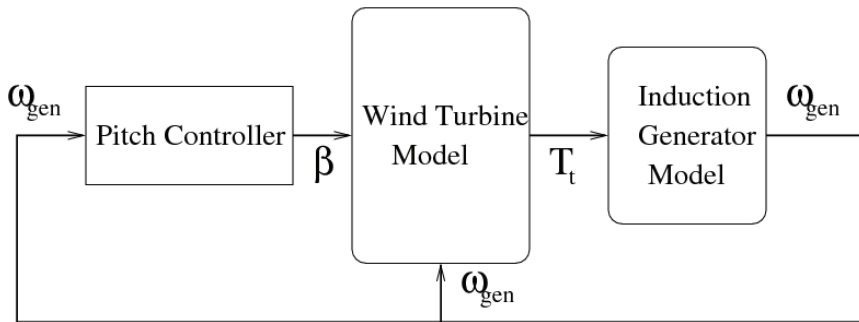 ω_gen
Pitch Controller
β
Wind Turbine
Model
T_t
Induction
Generator
Model
ω_gen
ω_gen